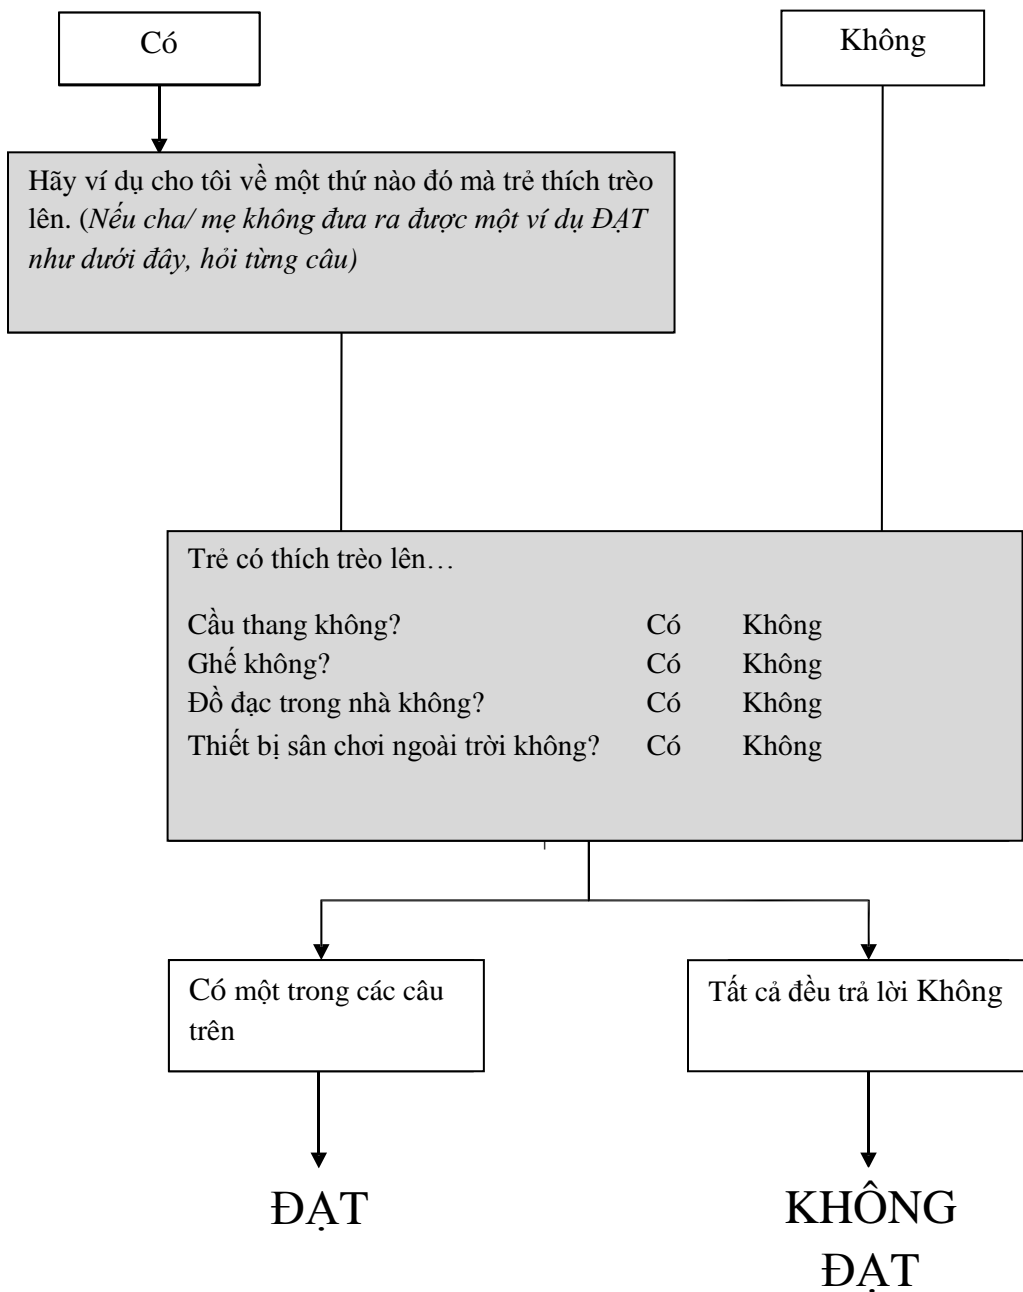 Có
Không
Hãy ví dụ cho tôi về một thứ nào đó mà trẻ thích trèo
lên. (Nếu cha/ mẹ không đưa ra được một ví dụ ĐẠT
như dưới đây, hỏi từng câu)
Trẻ có thích trèo lên…
Cầu thang không? Có Không
Ghế không? Có Không
Đồ đạc trong nhà không? Có Không
Thiết bị sân chơi ngoài trời không? Có Không
Có một trong các câu
trên
Tất cả đều trả lời Không
ĐẠT
KHÔNG
ĐẠT